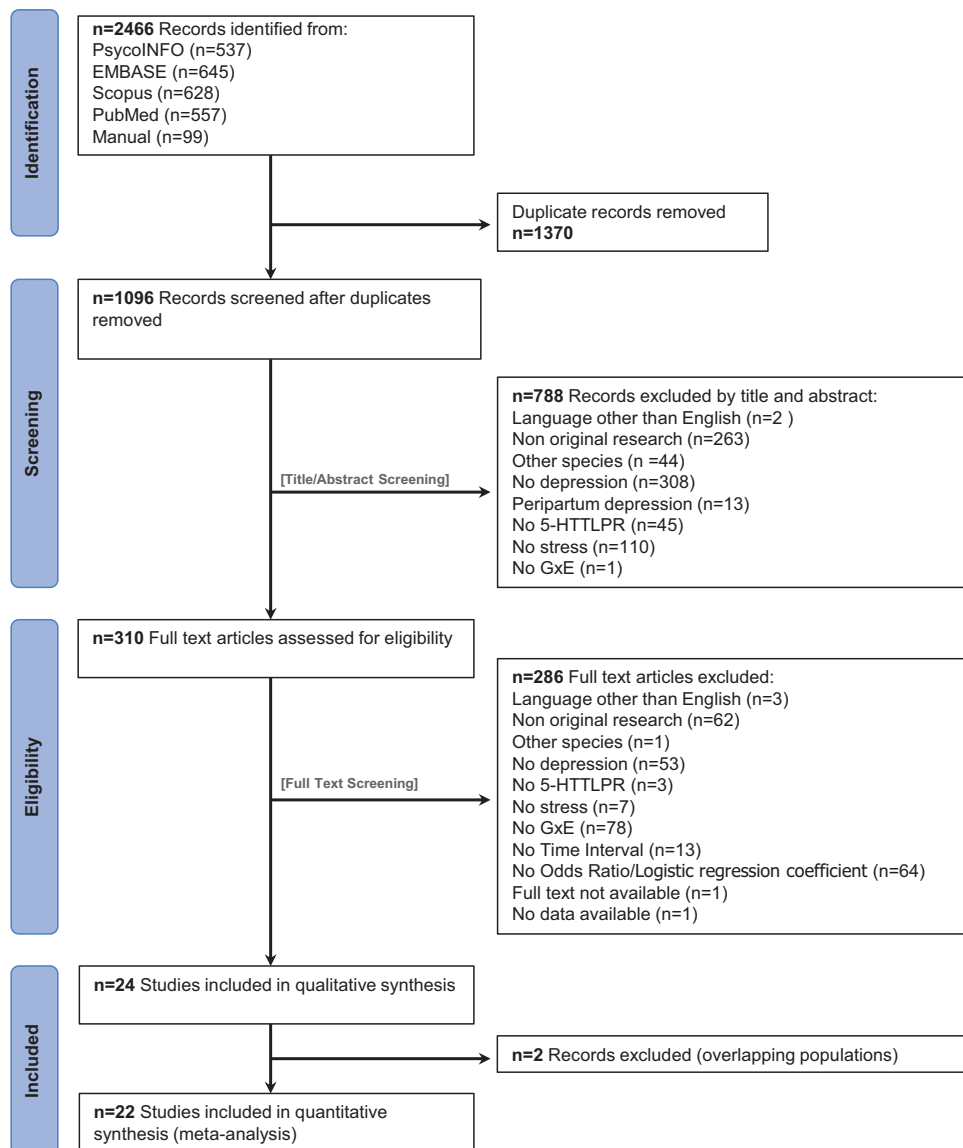 Identification
n=2466 Records identified from:
PsycoINFO (n=537)
EMBASE (n=645)
Scopus (n=628)
PubMed (n=557)
Manual (n=99)
Duplicate records removed
n=1370
Screening
n=1096 Records screened after duplicates
removed
[Title/Abstract Screening]
n=788 Records excluded by title and abstract:
Language other than English (n=2 )
Non original research (n=263)
Other species (n =44)
No depression (n=308)
Peripartum depression (n=13)
No 5-HTTLPR (n=45)
No stress (n=110)
No GxE (n=1)
Eligibility
n=310 Full text articles assessed for eligibility
[Full Text Screening]
n=286 Full text articles excluded:
Language other than English (n=3)
Non original research (n=62)
Other species (n=1)
No depression (n=53)
No 5-HTTLPR (n=3)
No stress (n=7)
No GxE (n=78)
No Time Interval (n=13)
No Odds Ratio/Logistic regression coefficient (n=64)
Full text not available (n=1)
No data available (n=1)
Included
n=24 Studies included in qualitative synthesis
n=2 Records excluded (overlapping populations)
n=22 Studies included in quantitative
synthesis (meta-analysis)